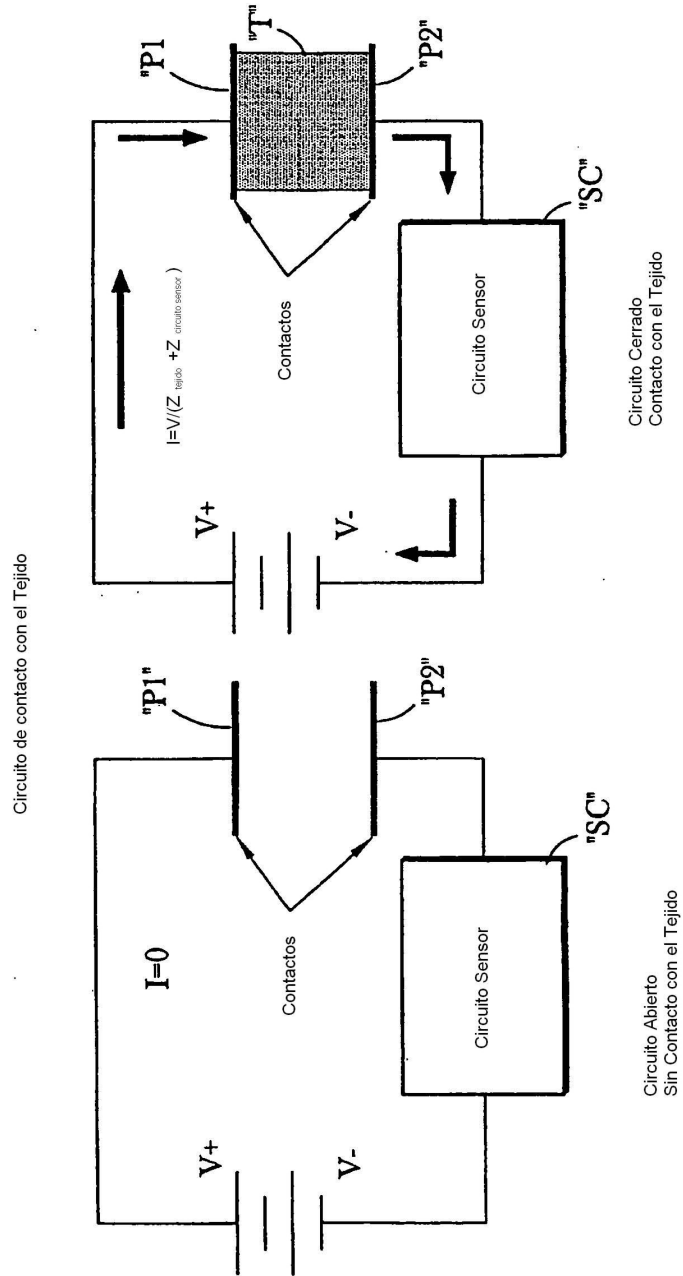 Circuito de contacto con el Tejido
V+
V-
I=0
"P1"
"P2"
Contactos
Circuito Sensor
"SC"
Circuito Abierto
Sin Contacto con el Tejido
V+
V-
I=V/(Z tejido +Z circuito sensor )
"P1
"T"
"P2"
Contactos
Circuito Sensor
"SC"
Circuito Cerrado
Contacto con el Tejido